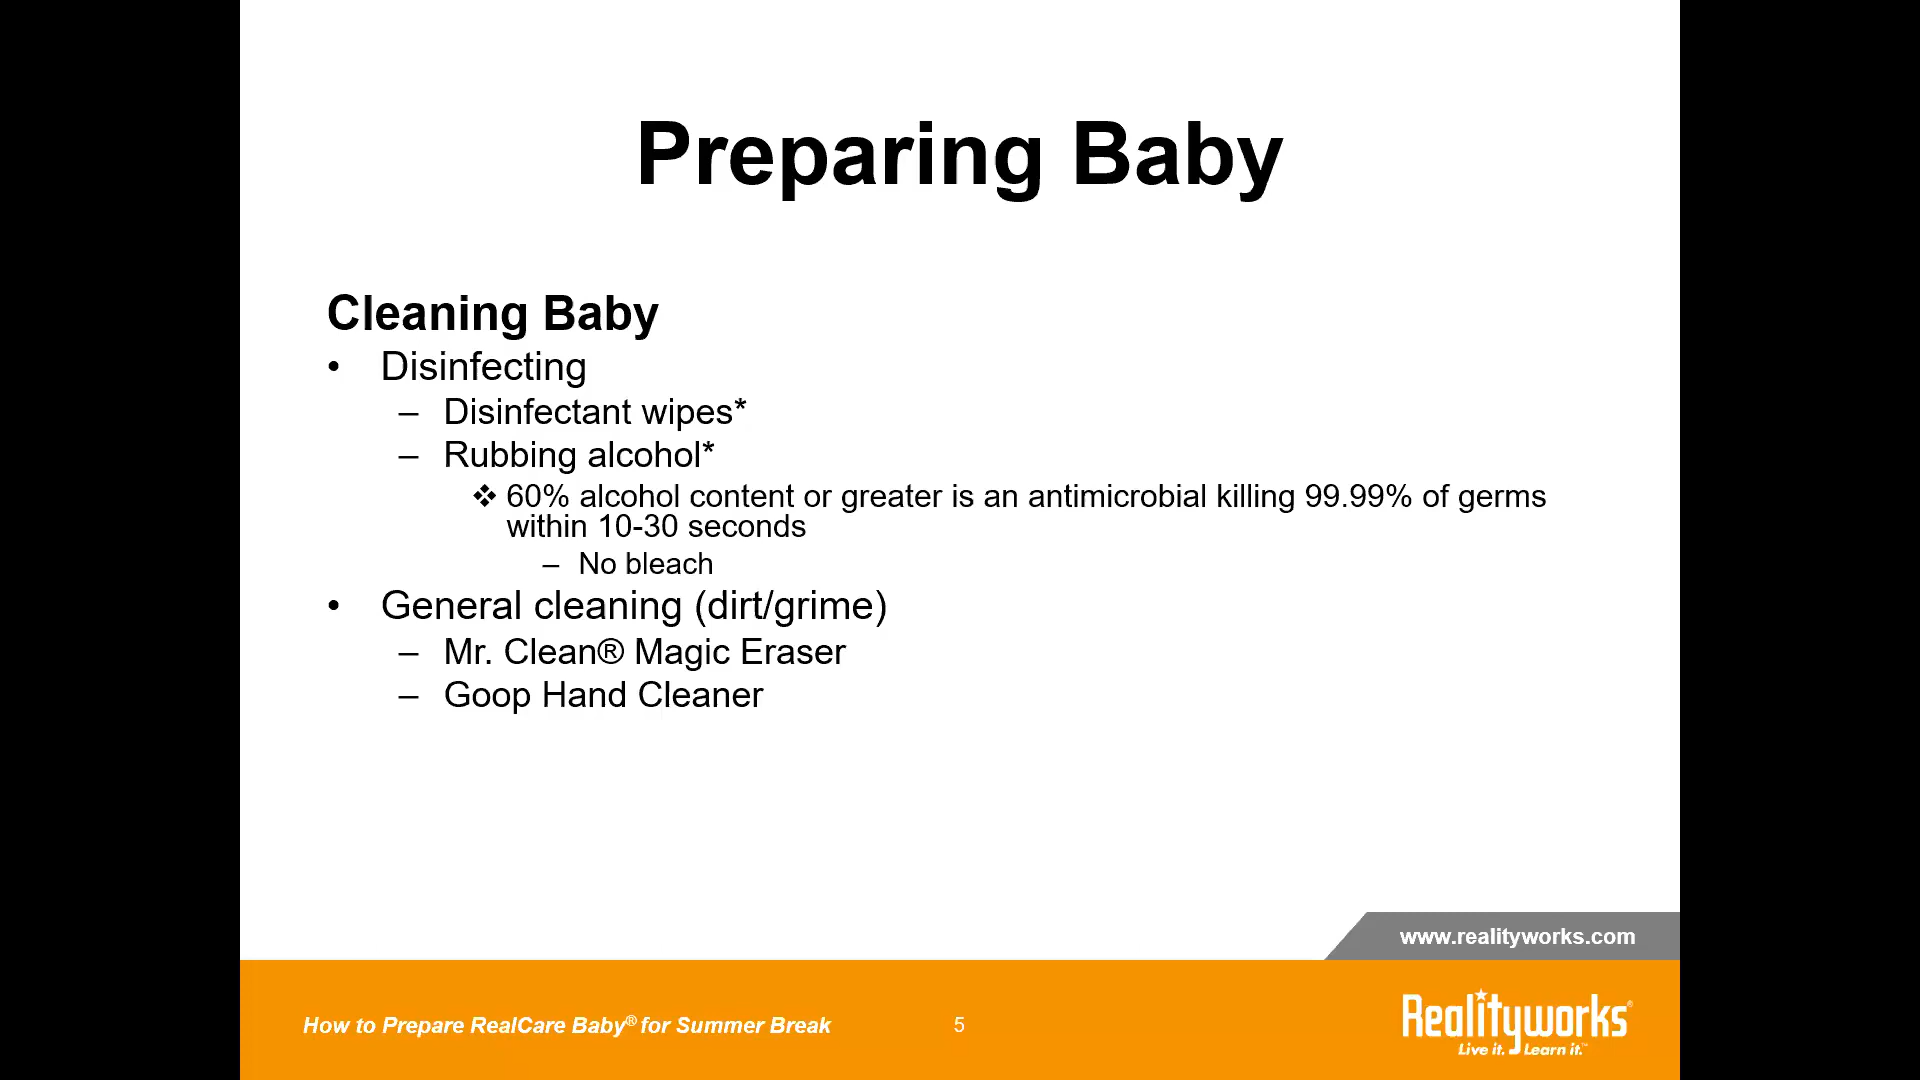 Preparing Baby
Cleaning Baby
• Disinfecting
– Disinfectant wipes*
– Rubbing alcohol*
❖ 60% alcohol content or greater is an antimicrobial killing 99.99% of germs
within 10-30 seconds
– No bleach
• General cleaning (dirt/grime)
– Mr. Clean® Magic Eraser
– Goop Hand Cleaner
www.realityworks.com
How to Prepare RealCare Baby® for Summer Break
5
Realityworks®
Live it. Learn it.™